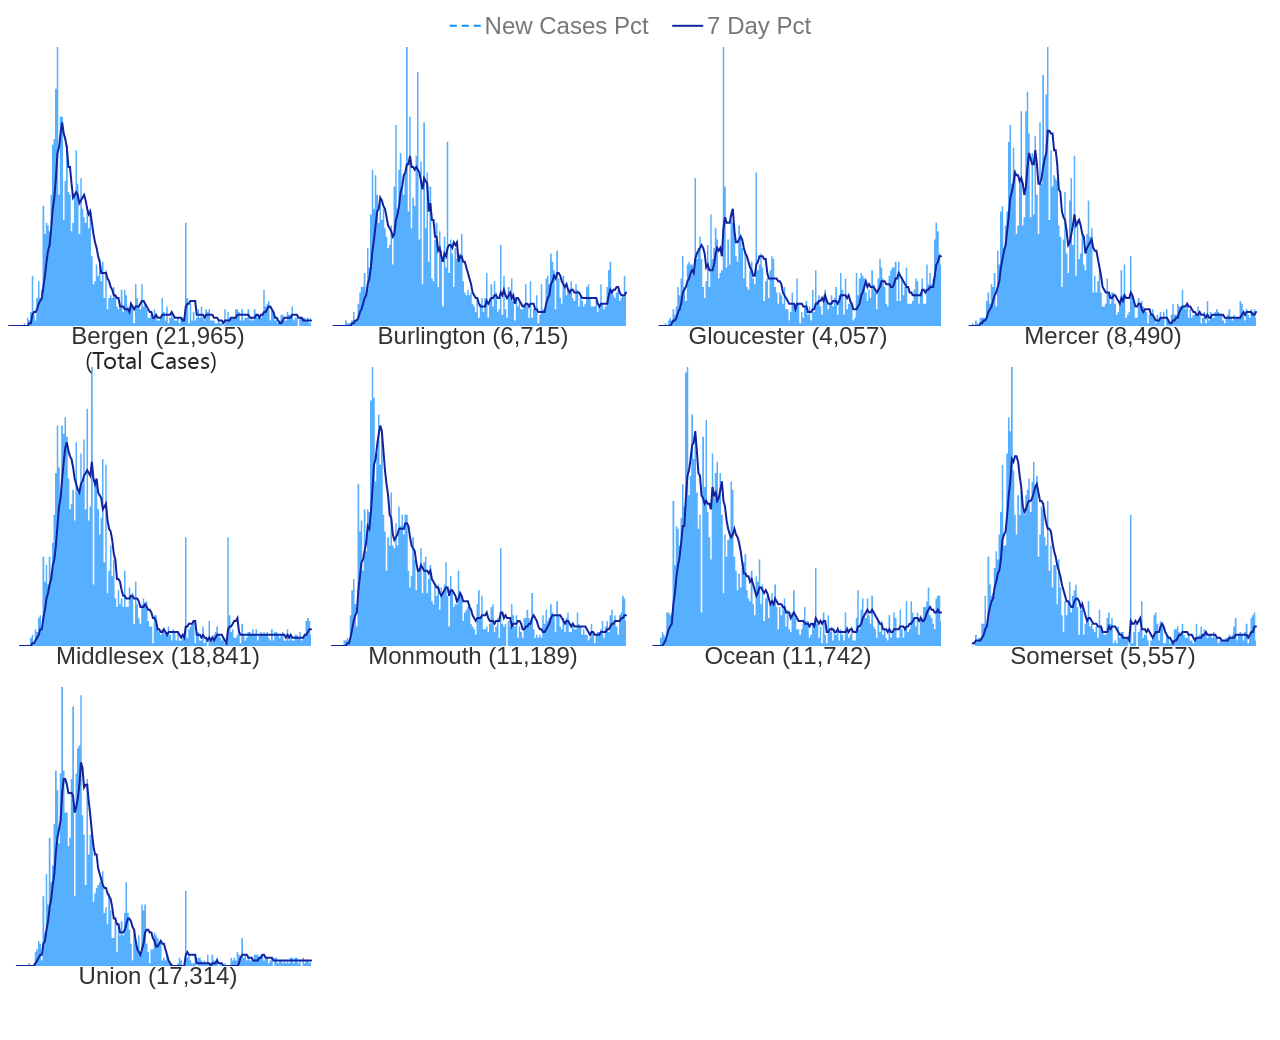 New Cases Pct 7 Day Pct
Bergen (21,965) Burlington (6,715) Gloucester (4,057) Mercer (8,490)
(Total Cases)
Middlesex (18,841) Monmouth (11,189) Ocean (11,742) Somerset (5,557)
Union (17,314)